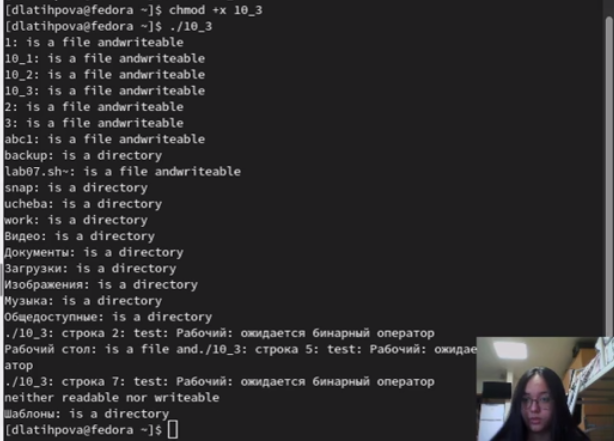 [dlatihpova@fedora ~]$ chmod +x 10_3
[dlatihpova@fedora ~]$ ./10_3
1: is a file andwriteable
10_1: is a file andwriteable
10_2: is a file andwriteable
10_3: is a file andwriteable
2: is a file andwriteable
3: is a file andwriteable
abc1: is a file andwriteable
backup: is a directory
lab07.sh~: is a file andwriteable
snap: is a directory
ucheba: is a directory
work: is a directory
Видео: is a directory
Документы: is a directory
Загрузки: is a directory
Изображения: is a directory
Музыка: is a directory
Общедоступные: is a directory
./10_3: строка 2: test: Рабочий: ожидается бинарный оператор
Рабочий стол: is a file and./10_3: строка 5: test: Рабочий: ожидае
атор
./10_3: строка 7: test: Рабочий: ожидается бинарный оператор
neither readable nor writeable
Шаблоны: is a directory
[dlatihpova@fedora ~]$